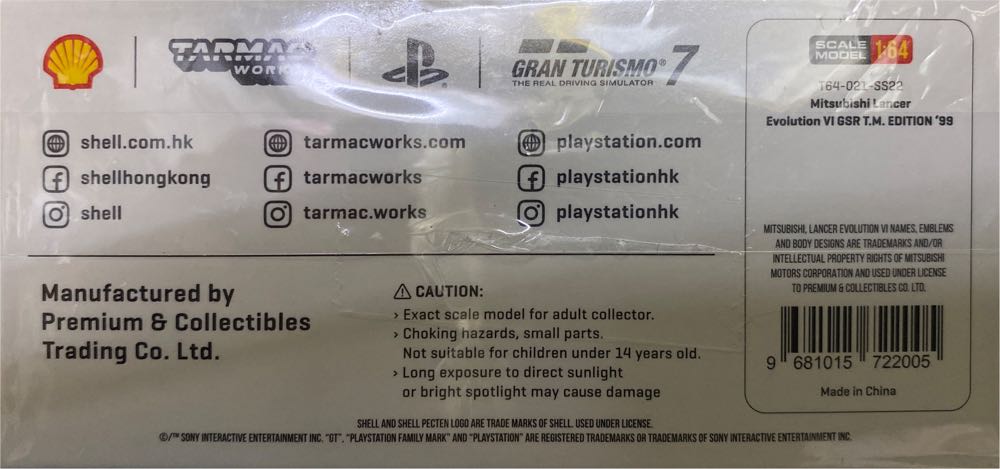 TARMAC WORKS
GRAN TURISMO® 7
THE REAL DRIVING SIMULATOR
SCALE MODEL 1:64
T64-021-SS22
Mitsubishi Lancer
Evolution VI GSR T.M. EDITION '99
shell.com.hk
tarmacworks.com
playstation.com
shellhongkong
tarmacworks
playstationhk
shell
tarmac.works
playstationhk
MITSUBISHI, LANCER EVOLUTION VI NAMES, EMBLEMS
AND BODY DESIGNS ARE TRADEMARKS AND/OR
INTELLECTUAL PROPERTY RIGHTS OF MITSUBISHI
MOTORS CORPORATION AND USED UNDER LICENSE
TO PREMIUM & COLLECTIBLES CO. LTD.
Manufactured by
Premium & Collectibles
Trading Co. Ltd.
CAUTION:
› Exact scale model for adult collector.
› Choking hazards, small parts.
Not suitable for children under 14 years old.
› Long exposure to direct sunlight
or bright spotlight may cause damage
9 681015 722005
Made in China
SHELL AND SHELL PECTEN LOGO ARE TRADE MARKS OF SHELL. USED UNDER LICENSE.
©/™ SONY INTERACTIVE ENTERTAINMENT INC. "GT", "PLAYSTATION FAMILY MARK" AND "PLAYSTATION" ARE REGISTERED TRADEMARKS OR TRADEMARKS OF SONY INTERACTIVE ENTERTAINMENT INC.